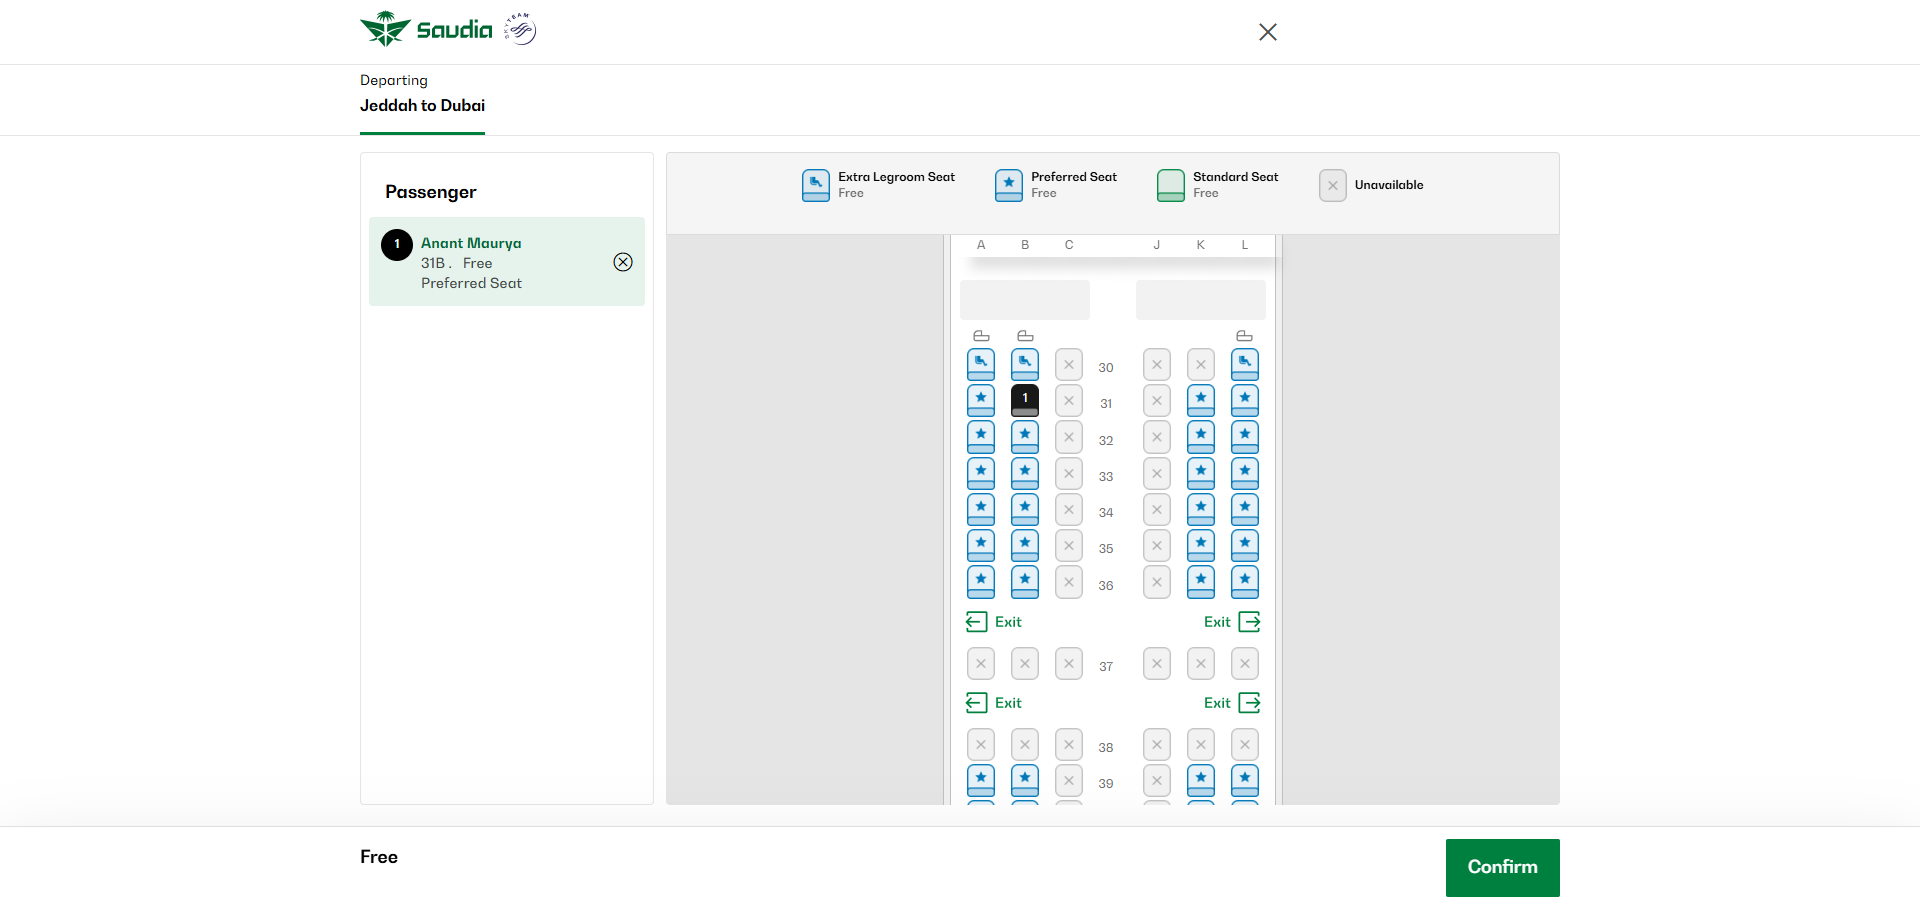 Saudia
SKYTEAM
Departing
Jeddah to Dubai
Passenger
1
Anant Maurya
31B . Free
Preferred Seat
Extra Legroom Seat
Free
Preferred Seat
Free
Standard Seat
Free
Unavailable
A B C J K L
30
1
31
32
33
34
35
36
Exit Exit
37
Exit Exit
38
39
Free
Confirm